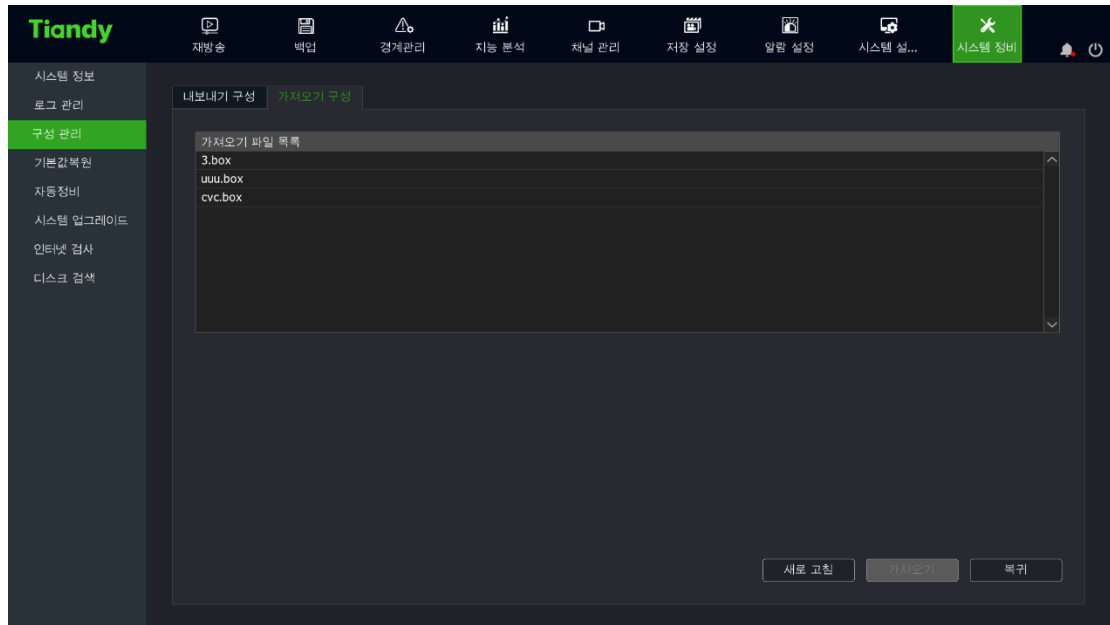 Tiandy
재방송
백업
경계관리
지능 분석
채널 관리
저장 설정
알람 설정
시스템 설...
시스템 정비
시스템 정보
로그 관리
구성 관리
기본값복원
자동정비
시스템 업그레이드
인터넷 검사
디스크 검색
내보내기 구성
가져오기 구성
가져오기 파일 목록
3.box
uuu.box
cvc.box
새로 고침
가져오기
복귀